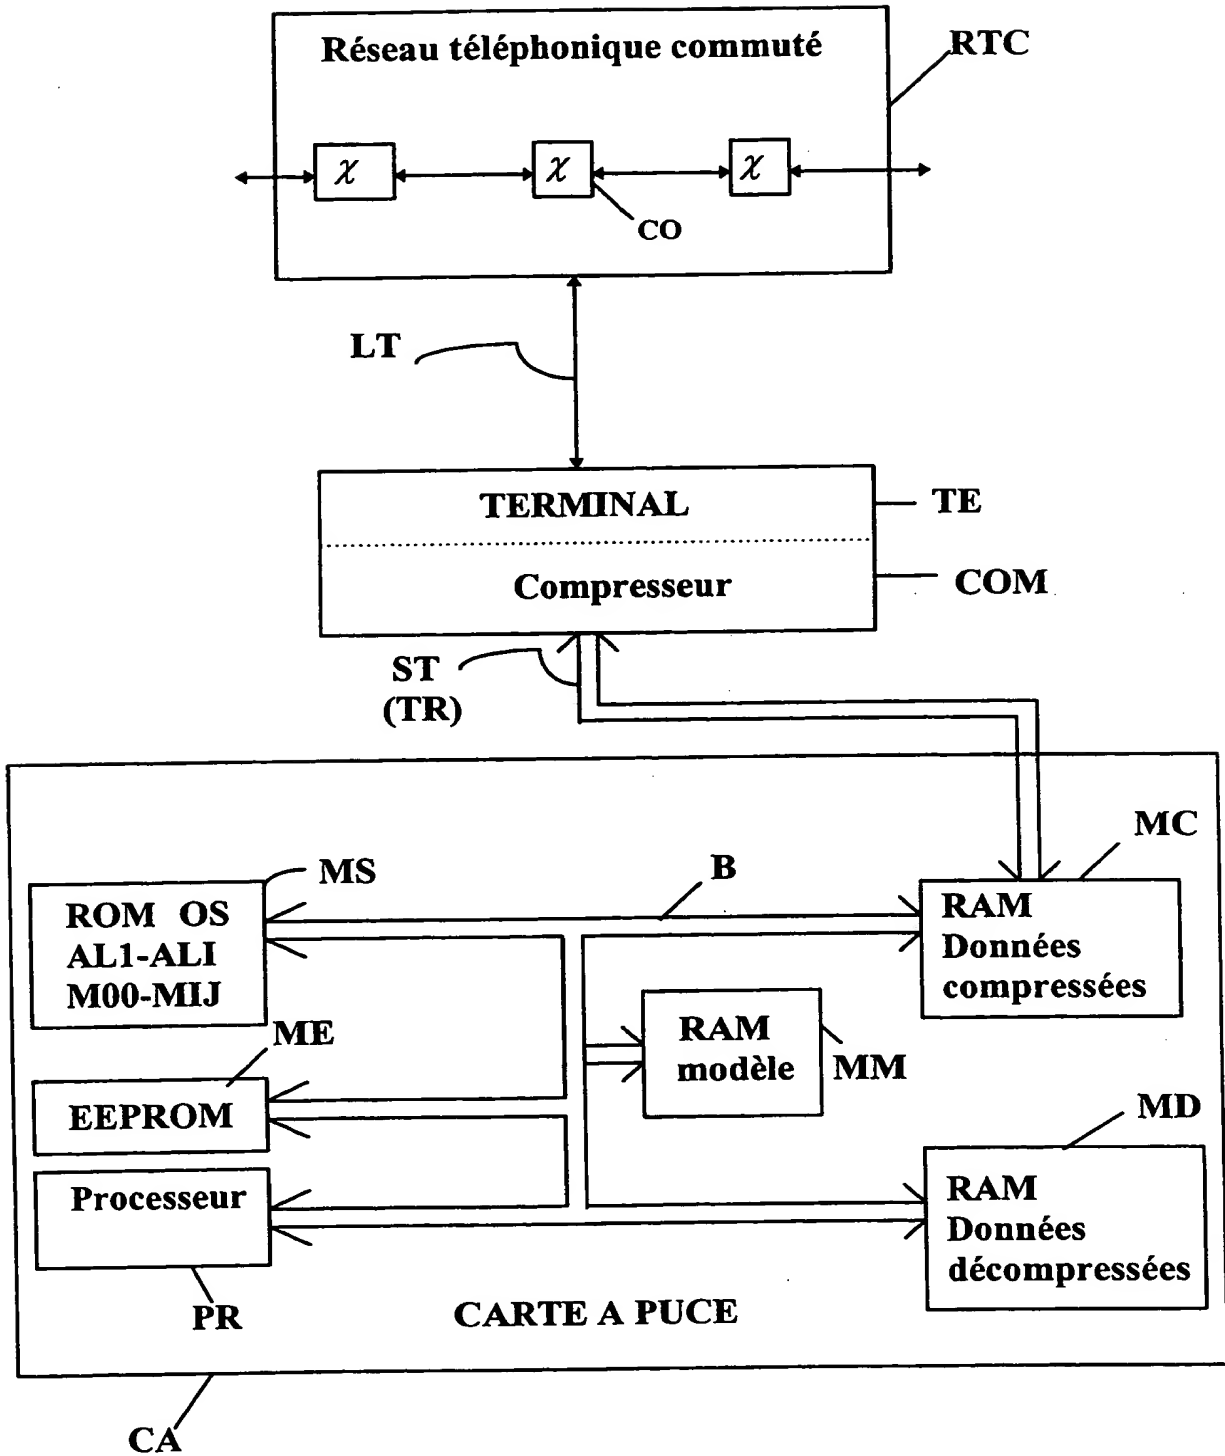 Réseau téléphonique commuté
RTC
χ
χ
χ
CO
LT
TERMINAL
TE
Compresseur
COM
ST
(TR)
MC
MS
B
ROM OS
AL1-ALI
M00-MIJ
RAM
Données
compressées
ME
RAM
modèle
MM
EEPROM
MD
Processeur
RAM
Données
décompressées
PR
CARTE A PUCE
CA